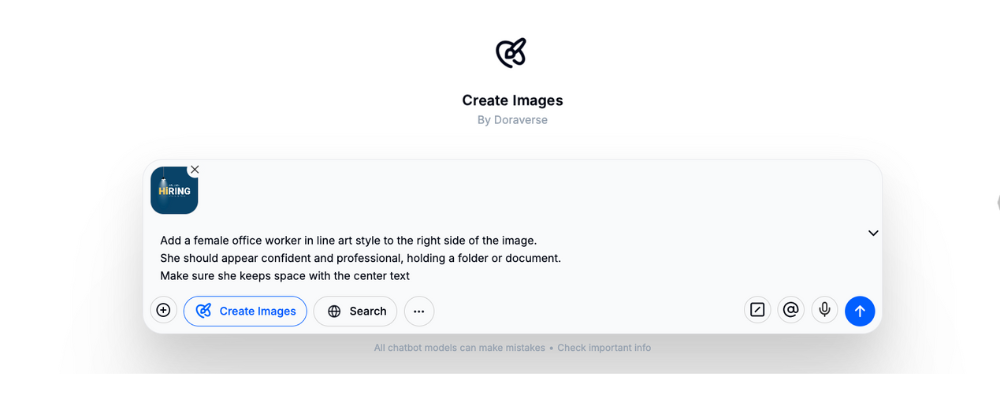 Create Images
By Doraverse
HIRING
Add a female office worker in line art style to the right side of the image.
She should appear confident and professional, holding a folder or document.
Make sure she keeps space with the center text
Create Images
Search
All chatbot models can make mistakes • Check important info